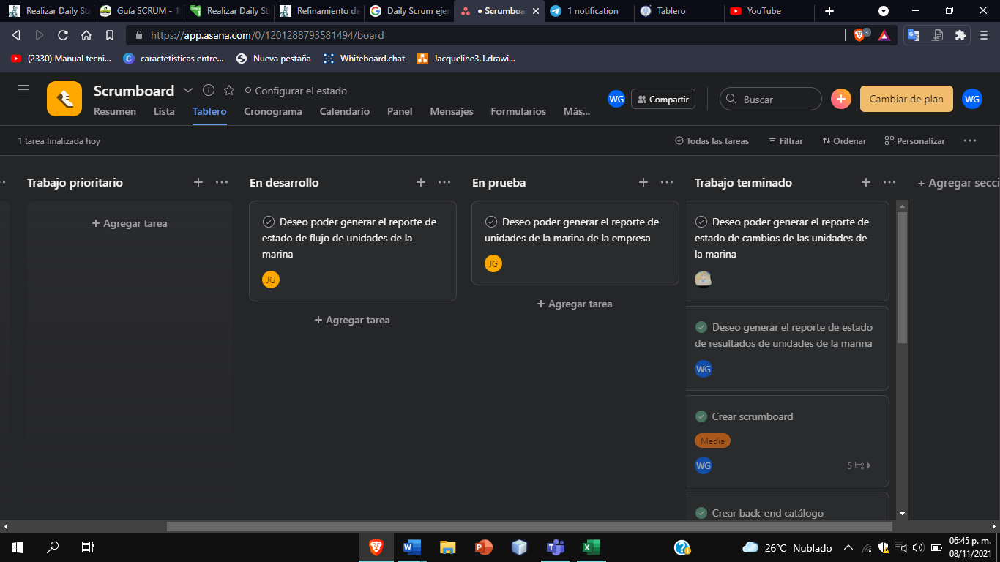 Realizar Daily Sta
Guía SCRUM - 1
Realizar Daily Sta
Refinamiento de
Daily Scrum ejer
• Scrumboa
1 notification
Tablero
YouTube
https://app.asana.com/0/1201288793581494/board
3
(2330) Manual tecni...
caractetisticas entre...
Nueva pestaña
Whiteboard.chat
Jacqueline3.1.drawi...
Scrumboard
Configurar el estado
WG
Compartir
Buscar
Cambiar de plan
WG
Resumen
Lista
Tablero
Cronograma
Calendario
Panel
Mensajes
Formularios
Más...
1 tarea finalizada hoy
Todas las tareas
Filtrar
Ordenar
Personalizar
Trabajo prioritario
+ Agregar tarea
En desarrollo
Deseo poder generar el reporte de
estado de flujo de unidades de la
marina
JG
+ Agregar tarea
En prueba
Deseo poder generar el reporte de
unidades de la marina de la empresa
JG
+ Agregar tarea
Trabajo terminado
Deseo poder generar el reporte de
estado de cambios de las unidades de
la marina
Deseo generar el reporte de estado
de resultados de unidades de la marina
WG
Crear scrumboard
Media
WG
5
Crear back-end catálogo
+ Agregar secci
26°C Nublado
06:45 p. m.
08/11/2021